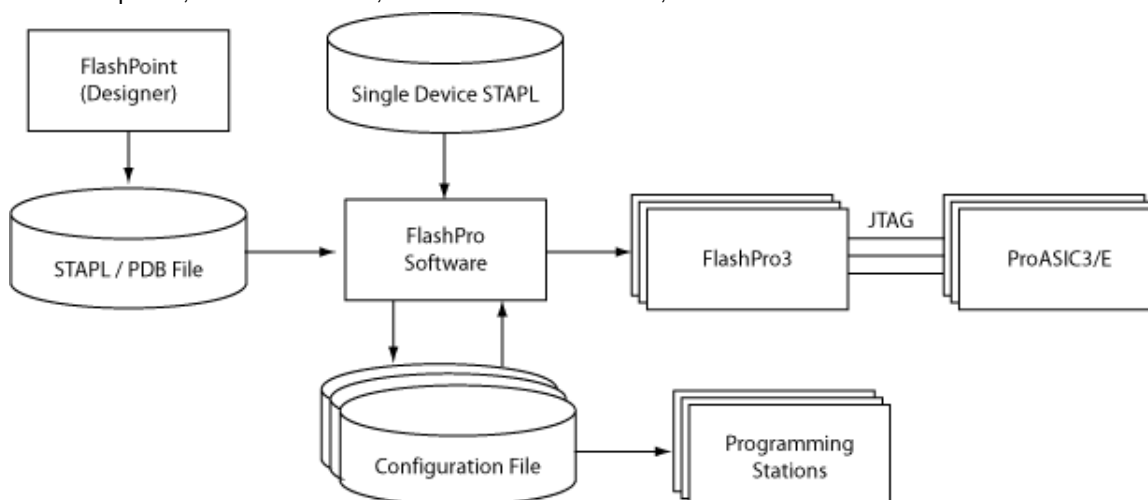 FlashPoint
(Designer)
Single Device STAPL
STAPL / PDB File
FlashPro
Software
FlashPro3
JTAG
ProASIC3/E
Configuration File
Programming
Stations